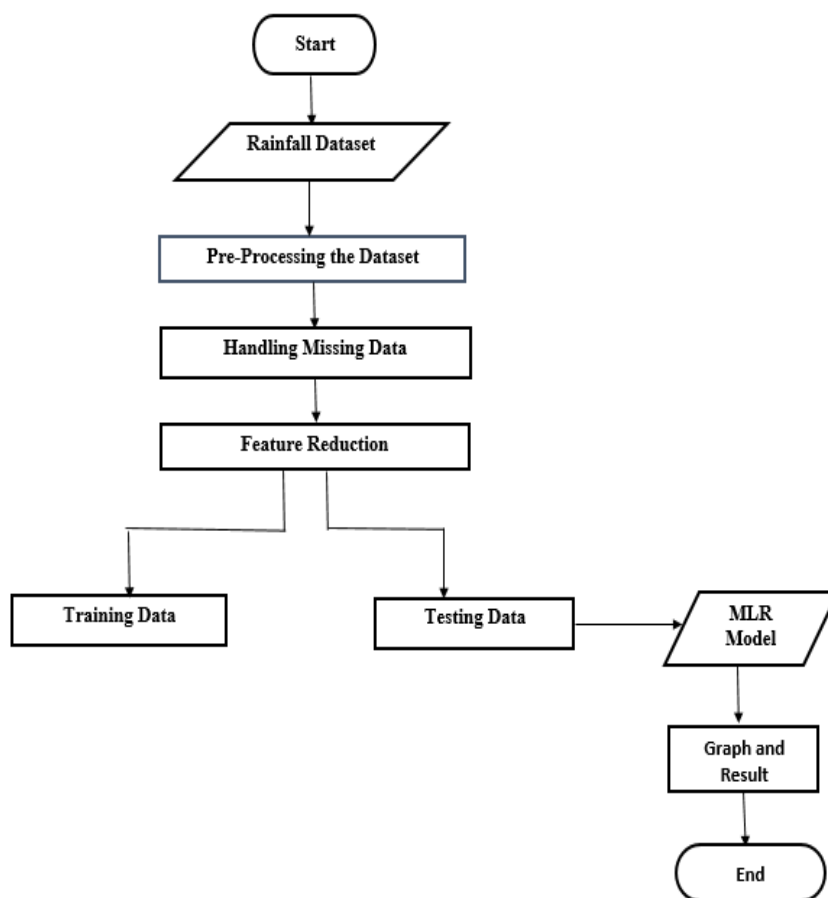 Start
Rainfall Dataset
Pre-Processing the Dataset
Handling Missing Data
Feature Reduction
Training Data
Testing Data
MLR
Model
Graph and
Result
End